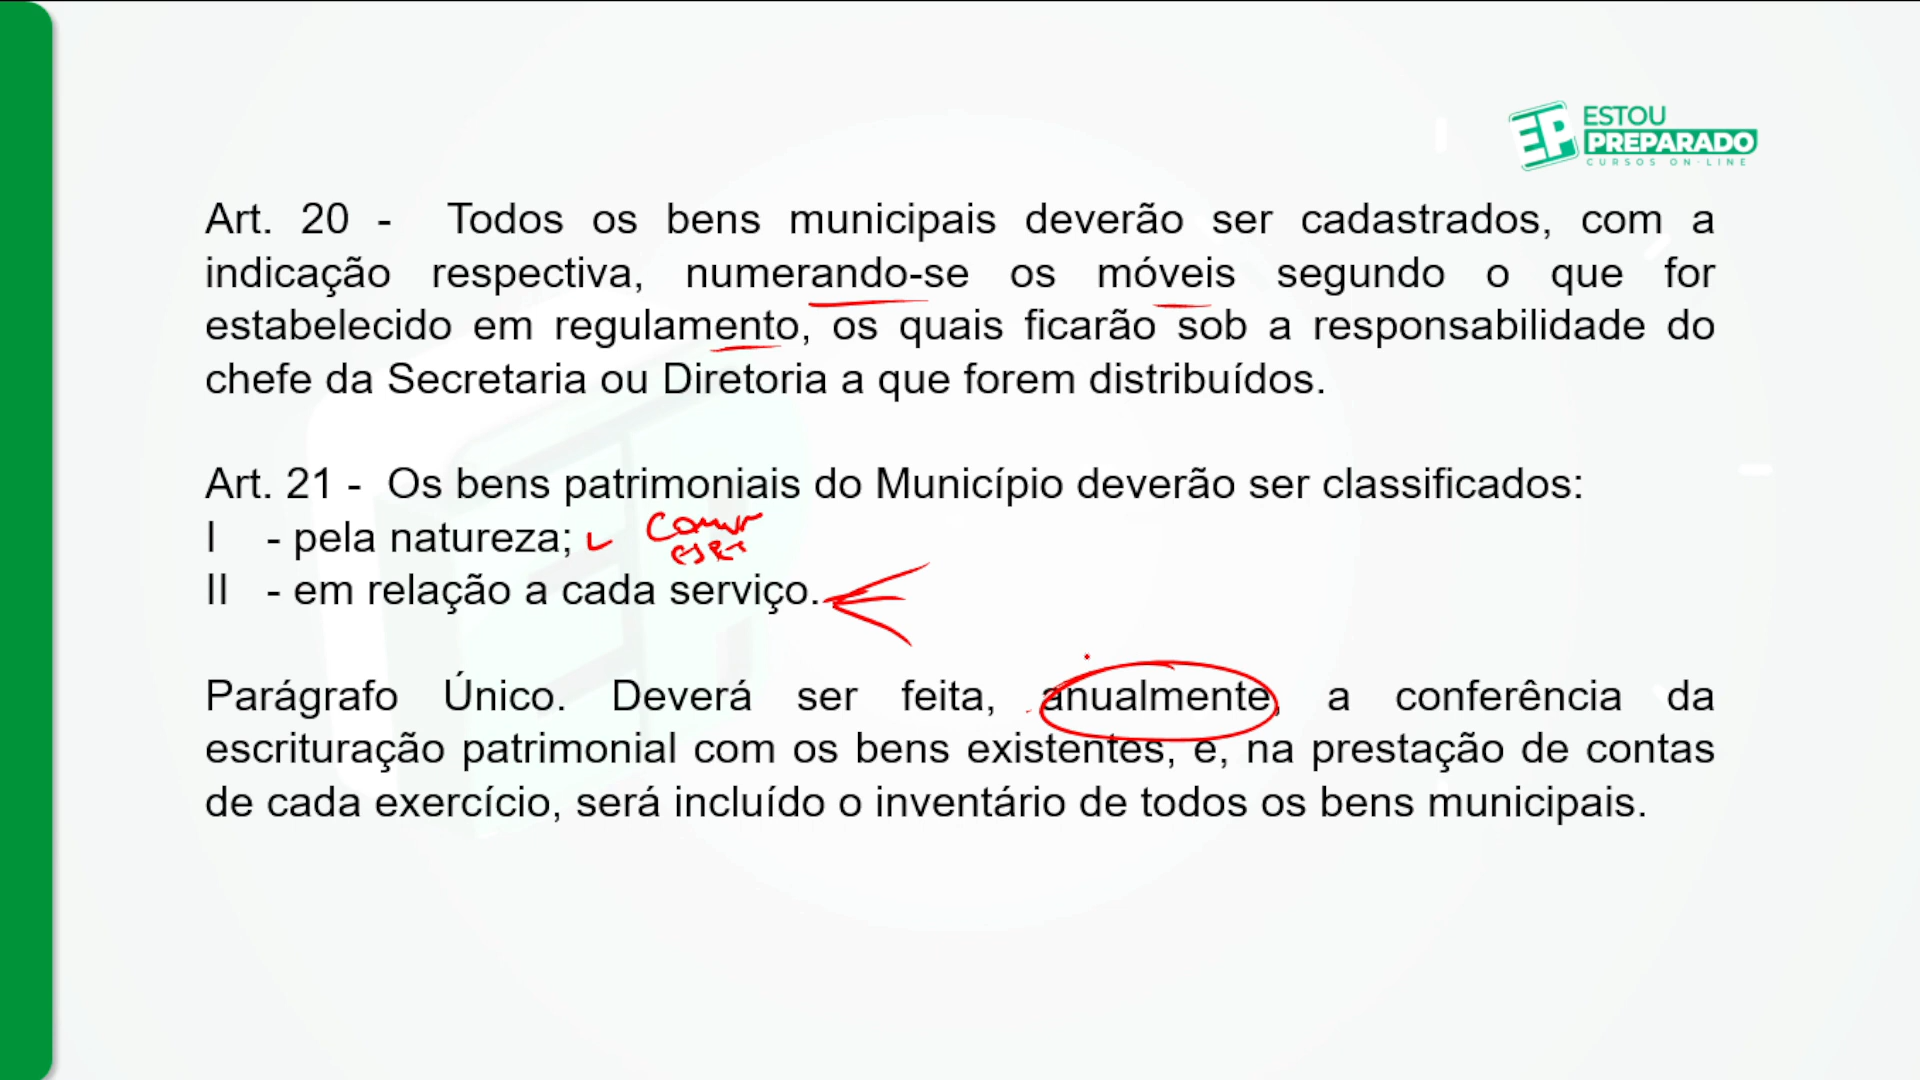 EP ESTOU
PREPARADO
CURSOS ON-LINE
Art. 20 - Todos os bens municipais deverão ser cadastrados, com a
indicação respectiva, numerando-se os móveis segundo o que for
estabelecido em regulamento, os quais ficarão sob a responsabilidade do
chefe da Secretaria ou Diretoria a que forem distribuídos.
Art. 21 - Os bens patrimoniais do Município deverão ser classificados:
I - pela natureza;
II - em relação a cada serviço.
Parágrafo Único. Deverá ser feita, anualmente, a conferência da
escrituração patrimonial com os bens existentes, e, na prestação de contas
de cada exercício, será incluído o inventário de todos os bens municipais.